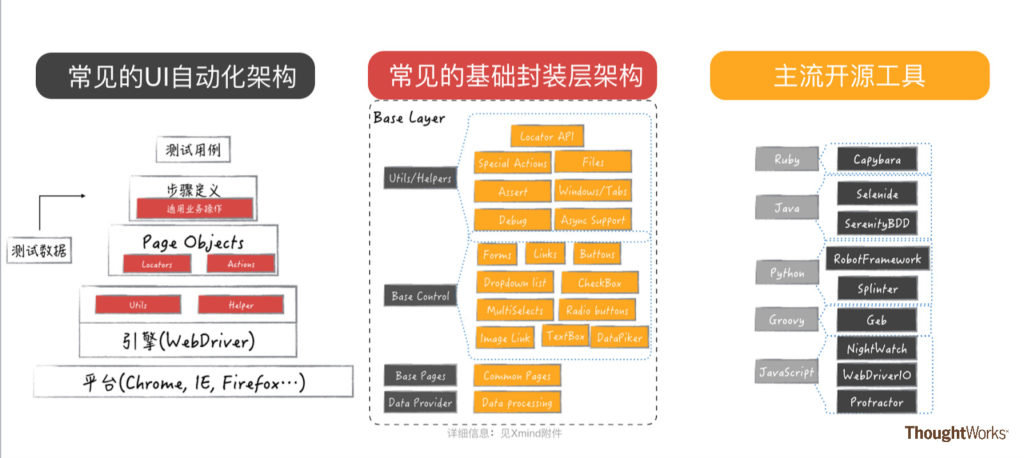 常见的UI自动化架构
测试用例
步骤定义
通用业务操作
测试数据
Page Objects
Locators
Actions
Utils
Helper
引擎(WebDriver)
平台(Chrome, IE, Firefox…)
常见的基础封装层架构
Base Layer
Utils/Helpers
Locator API
Special Actions
Files
Assert
Windows/Tabs
Debug
Async Support
Base Control
Forms
Links
Buttons
Dropdown list
CheckBox
MultiSelects
Radio buttons
Image Link
TextBox
DataPiker
Base Pages
Common Pages
Data Provider
Data processing
详细信息：见Xmind附件
主流开源工具
Ruby
Capybara
Java
Selenide
SerenityBDD
Python
RobotFramework
Splinter
Groovy
Geb
JavaScript
NightWatch
WebDriverIO
Protractor
ThoughtWorks